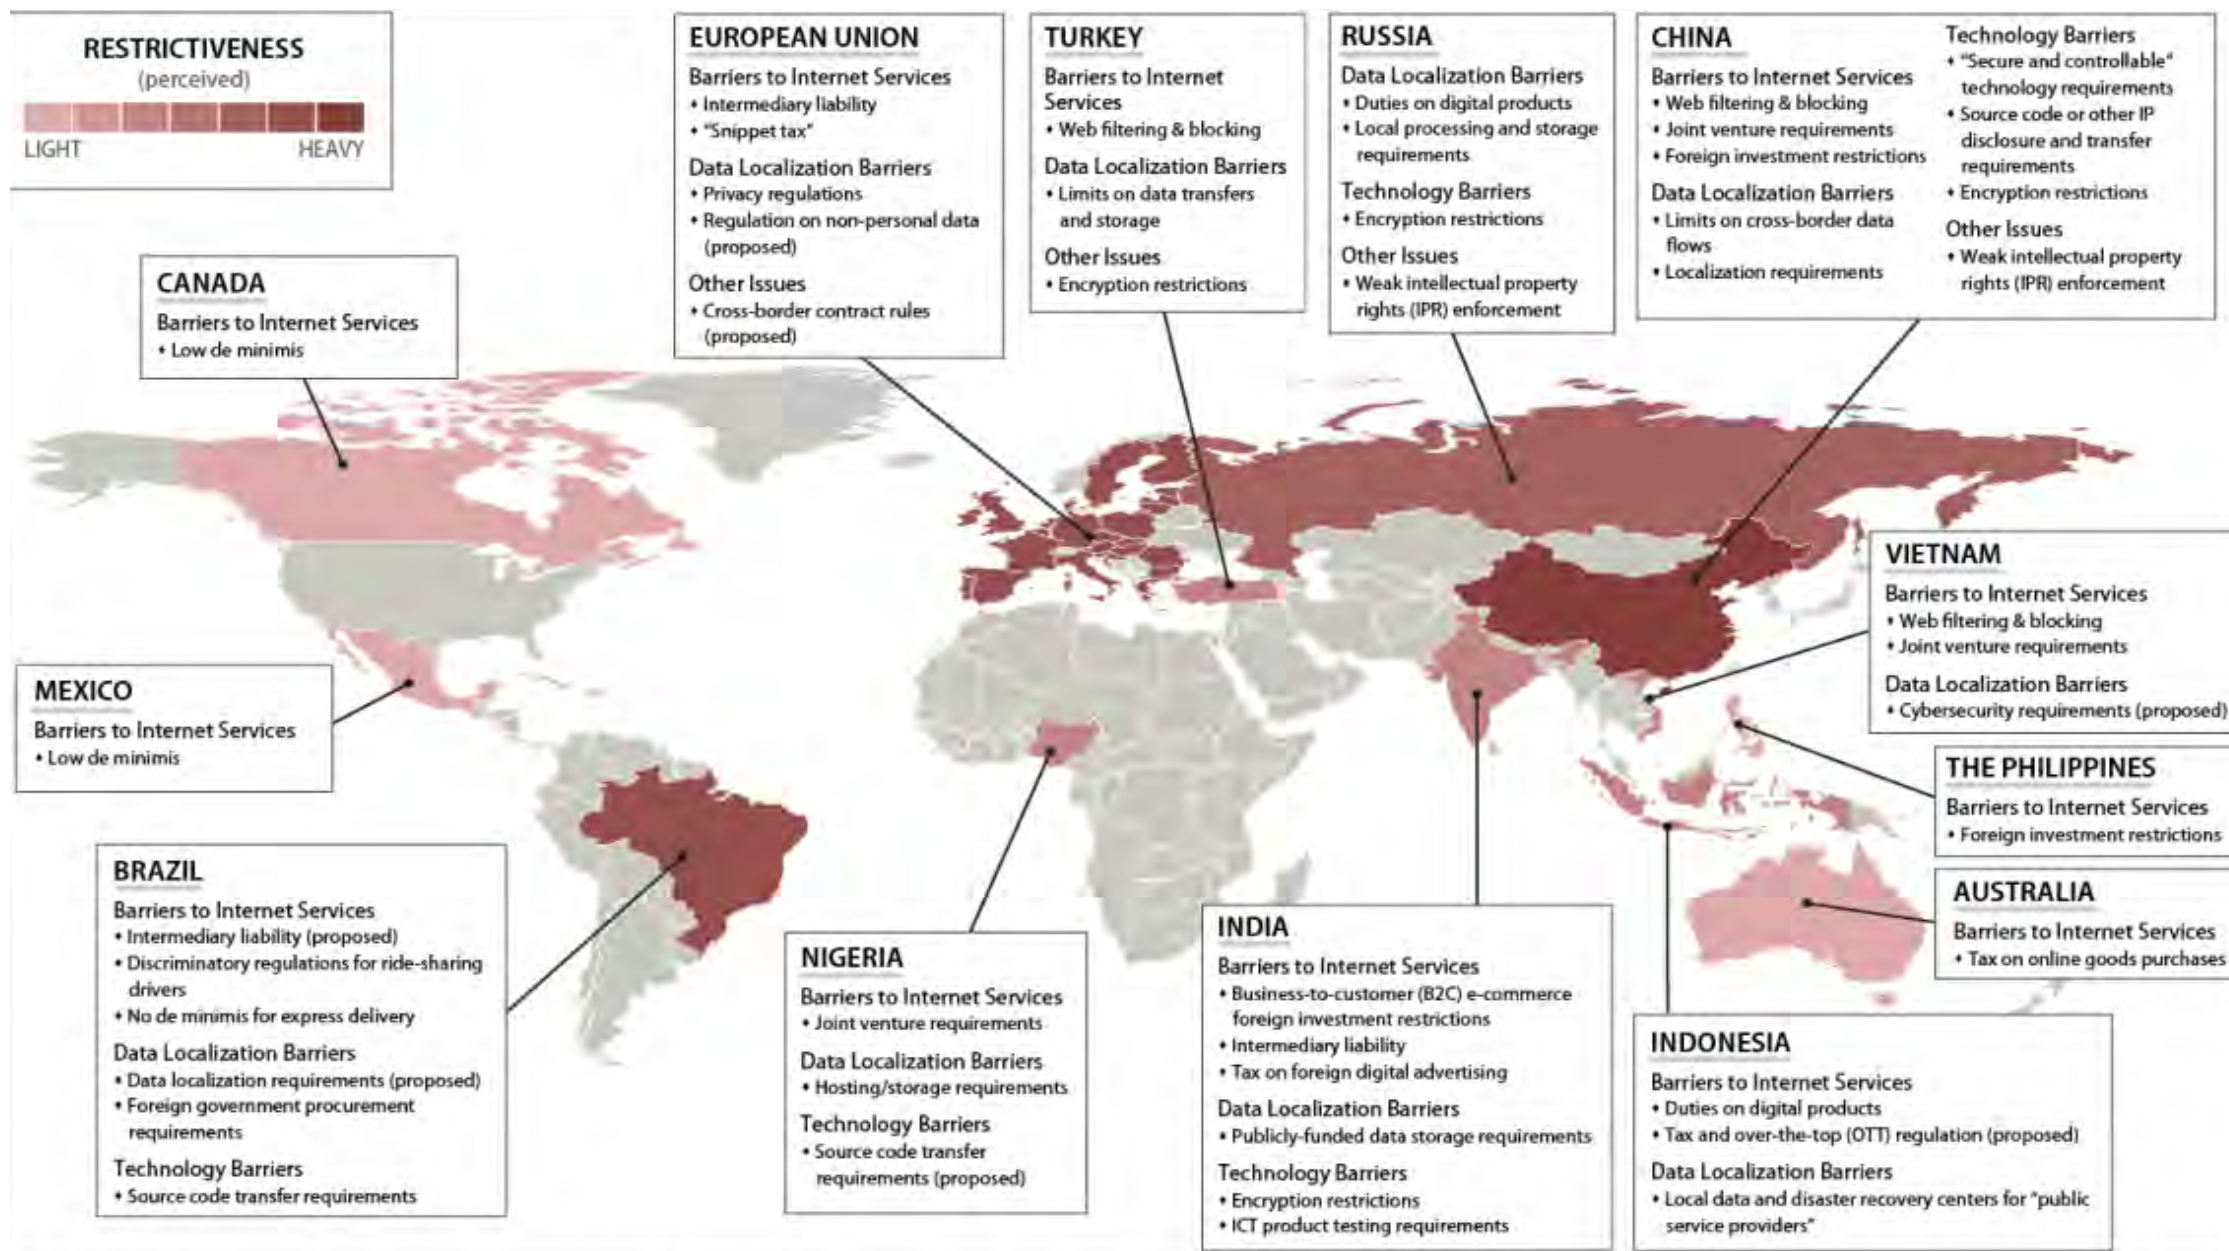 RESTRICTIVENESS
(perceived)
LIGHT HEAVY
EUROPEAN UNION
Barriers to Internet Services
• Intermediary liability
• "Snippet tax"
Data Localization Barriers
• Privacy regulations
• Regulation on non-personal data
(proposed)
Other Issues
• Cross-border contract rules
(proposed)
TURKEY
Barriers to Internet
Services
• Web filtering & blocking
Data Localization Barriers
• Limits on data transfers
and storage
Other Issues
• Encryption restrictions
RUSSIA
Data Localization Barriers
• Duties on digital products
• Local processing and storage
requirements
Technology Barriers
• Encryption restrictions
Other Issues
• Weak intellectual property
rights (IPR) enforcement
CHINA
Barriers to Internet Services
• Web filtering & blocking
• Joint venture requirements
• Foreign investment restrictions
Data Localization Barriers
• Limits on cross-border data
flows
• Localization requirements
Technology Barriers
• "Secure and controllable"
technology requirements
• Source code or other IP
disclosure and transfer
requirements
• Encryption restrictions
Other Issues
• Weak intellectual property
rights (IPR) enforcement
CANADA
Barriers to Internet Services
• Low de minimis
MEXICO
Barriers to Internet Services
• Low de minimis
BRAZIL
Barriers to Internet Services
• Intermediary liability (proposed)
• Discriminatory regulations for ride-sharing
drivers
• No de minimis for express delivery
Data Localization Barriers
• Data localization requirements (proposed)
• Foreign government procurement
requirements
Technology Barriers
• Source code transfer requirements
NIGERIA
Barriers to Internet Services
• Joint venture requirements
Data Localization Barriers
• Hosting/storage requirements
Technology Barriers
• Source code transfer
requirements (proposed)
INDIA
Barriers to Internet Services
• Business-to-customer (B2C) e-commerce
foreign investment restrictions
• Intermediary liability
• Tax on foreign digital advertising
Data Localization Barriers
• Publicly-funded data storage requirements
Technology Barriers
• Encryption restrictions
• ICT product testing requirements
VIETNAM
Barriers to Internet Services
• Web filtering & blocking
• Joint venture requirements
Data Localization Barriers
• Cybersecurity requirements (proposed)
THE PHILIPPINES
Barriers to Internet Services
• Foreign investment restrictions
AUSTRALIA
Barriers to Internet Services
• Tax on online goods purchases
INDONESIA
Barriers to Internet Services
• Duties on digital products
• Tax and over-the-top (OTT) regulation (proposed)
Data Localization Barriers
• Local data and disaster recovery centers for "public
service providers"